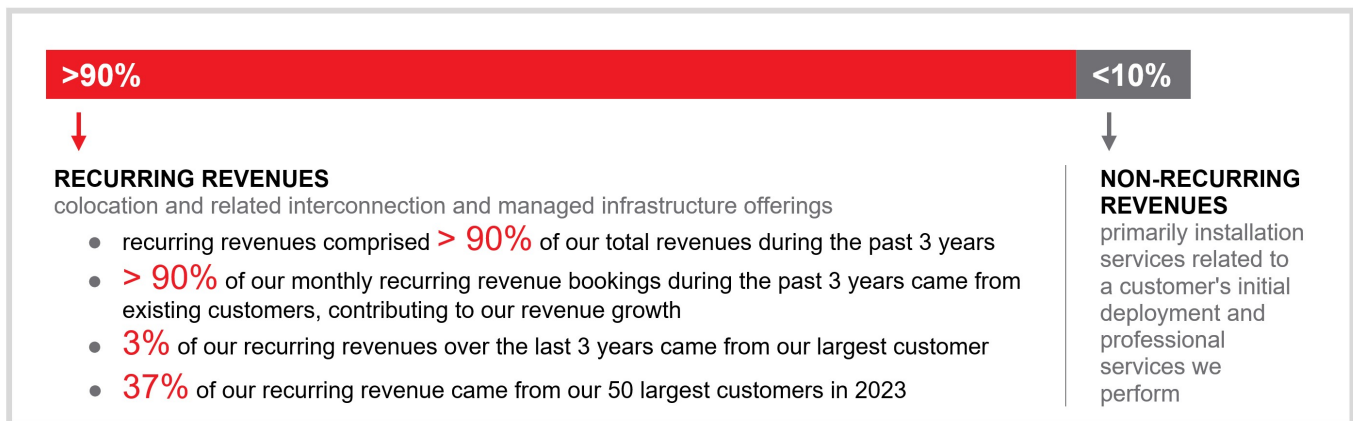 >90%
<10%
RECURRING REVENUES
colocation and related interconnection and managed infrastructure offerings
● recurring revenues comprised > 90% of our total revenues during the past 3 years
● > 90% of our monthly recurring revenue bookings during the past 3 years came from
existing customers, contributing to our revenue growth
● 3% of our recurring revenues over the last 3 years came from our largest customer
● 37% of our recurring revenue came from our 50 largest customers in 2023
NON-RECURRING
REVENUES
primarily installation
services related to
a customer's initial
deployment and
professional
services we
perform